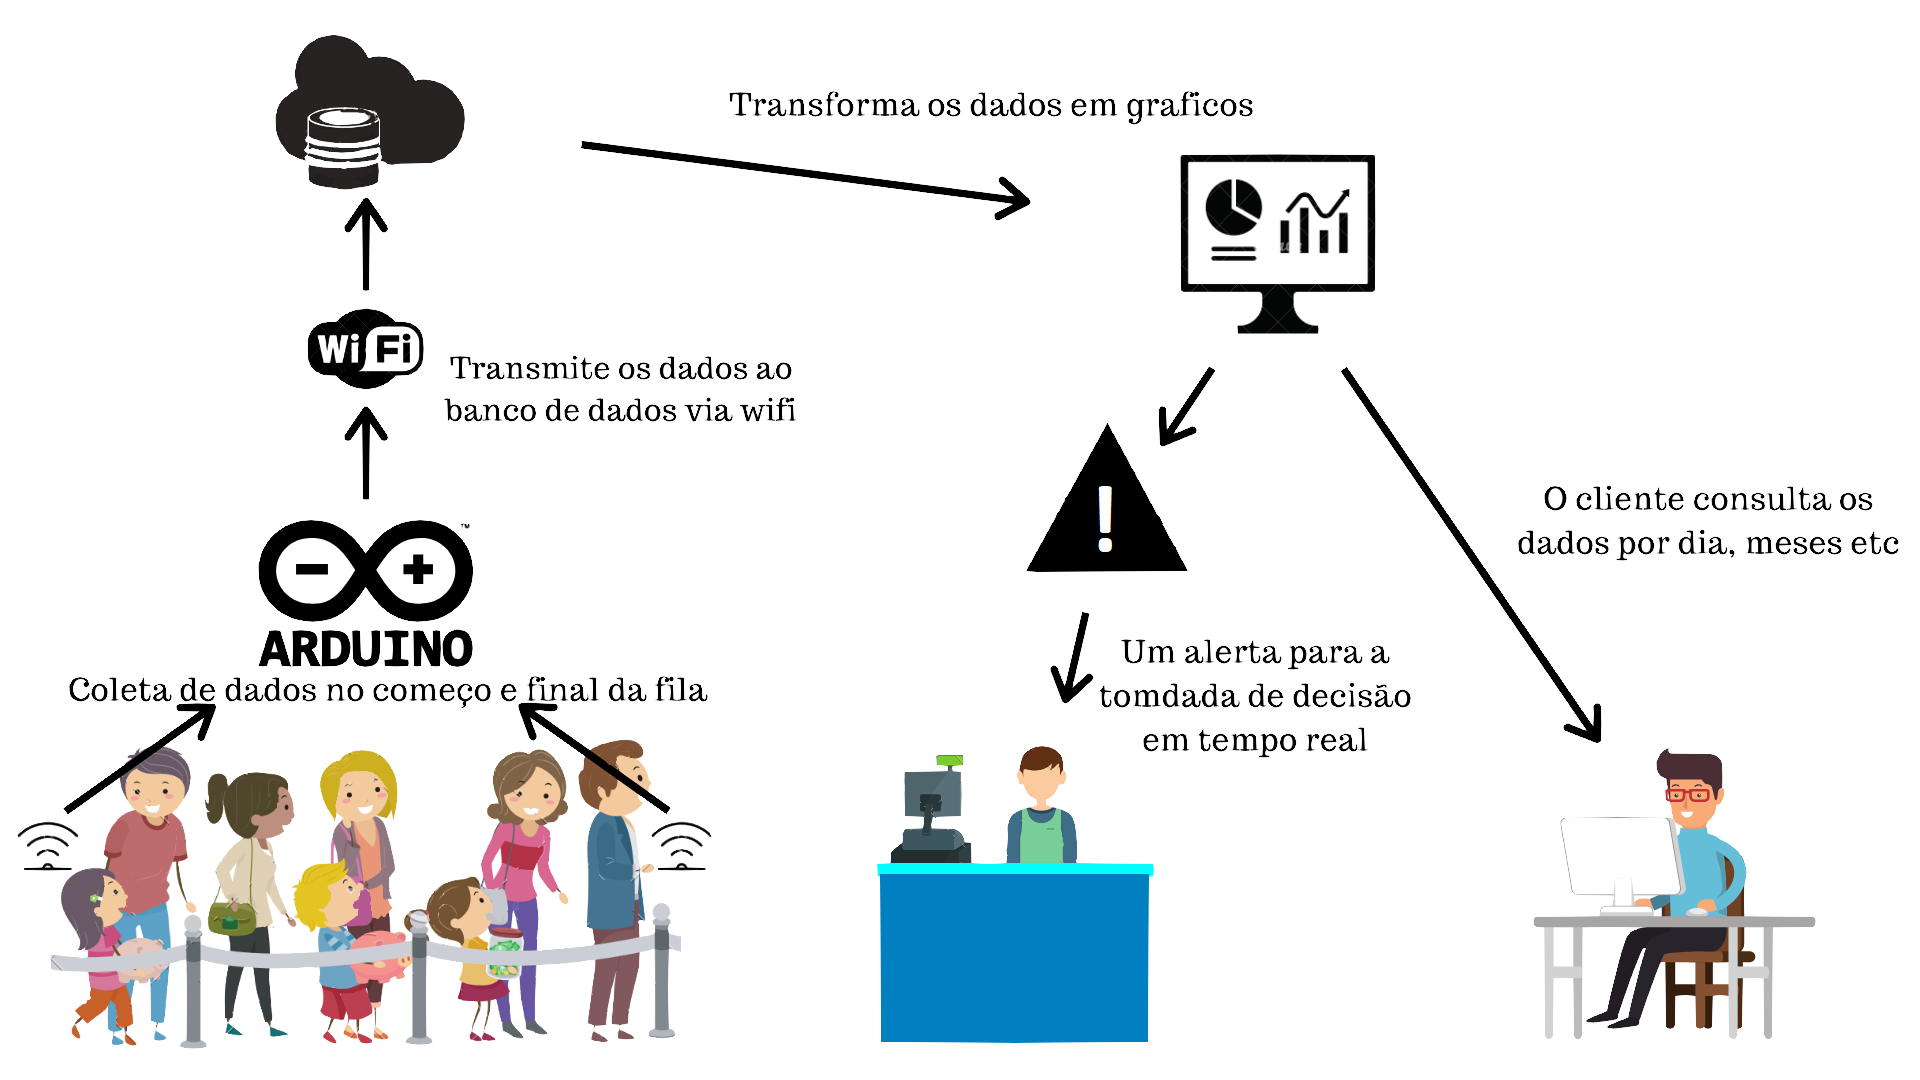 Transforma os dados em graficos
WiFi
Transmite os dados ao
banco de dados via wifi
ARDUINO
™
Coleta de dados no começo e final da fila
O cliente consulta os
dados por dia, meses etc
!
Um alerta para a
tomdada de decisão
em tempo real